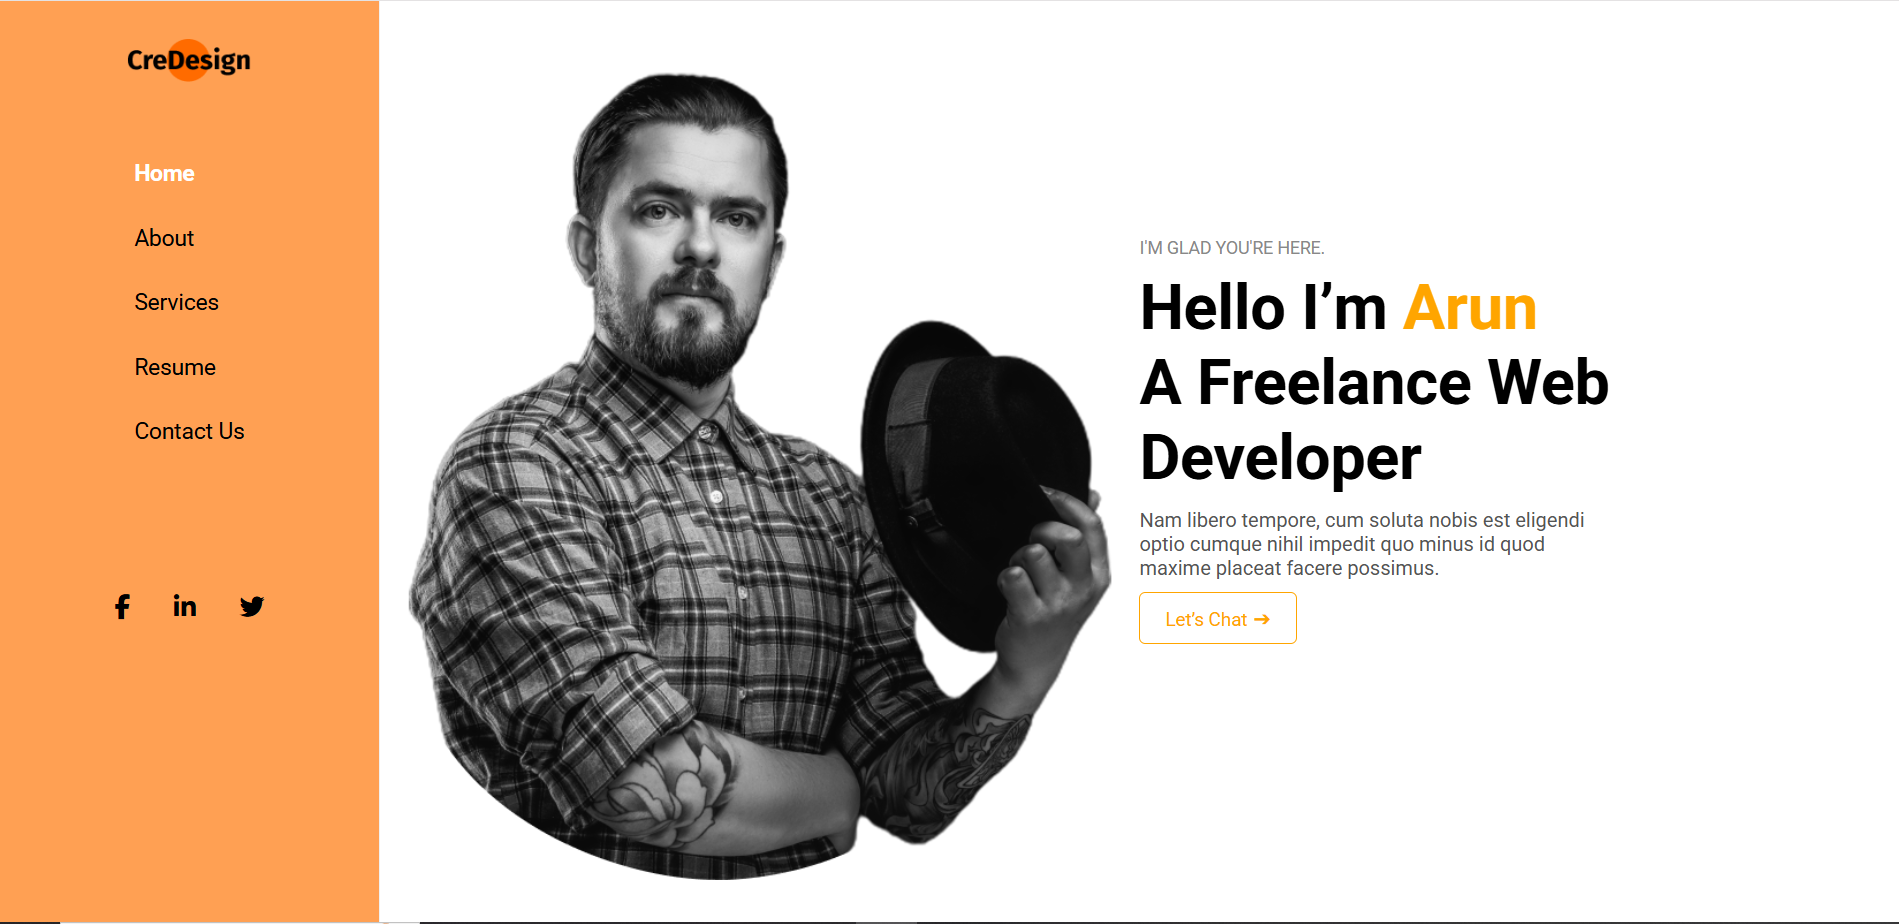 CreDesign
Home
About
Services
Resume
Contact Us
I'M GLAD YOU'RE HERE.
Hello I’m Arun
A Freelance Web
Developer
Nam libero tempore, cum soluta nobis est eligendi
optio cumque nihil impedit quo minus id quod
maxime placeat facere possimus.
Let’s Chat ➔